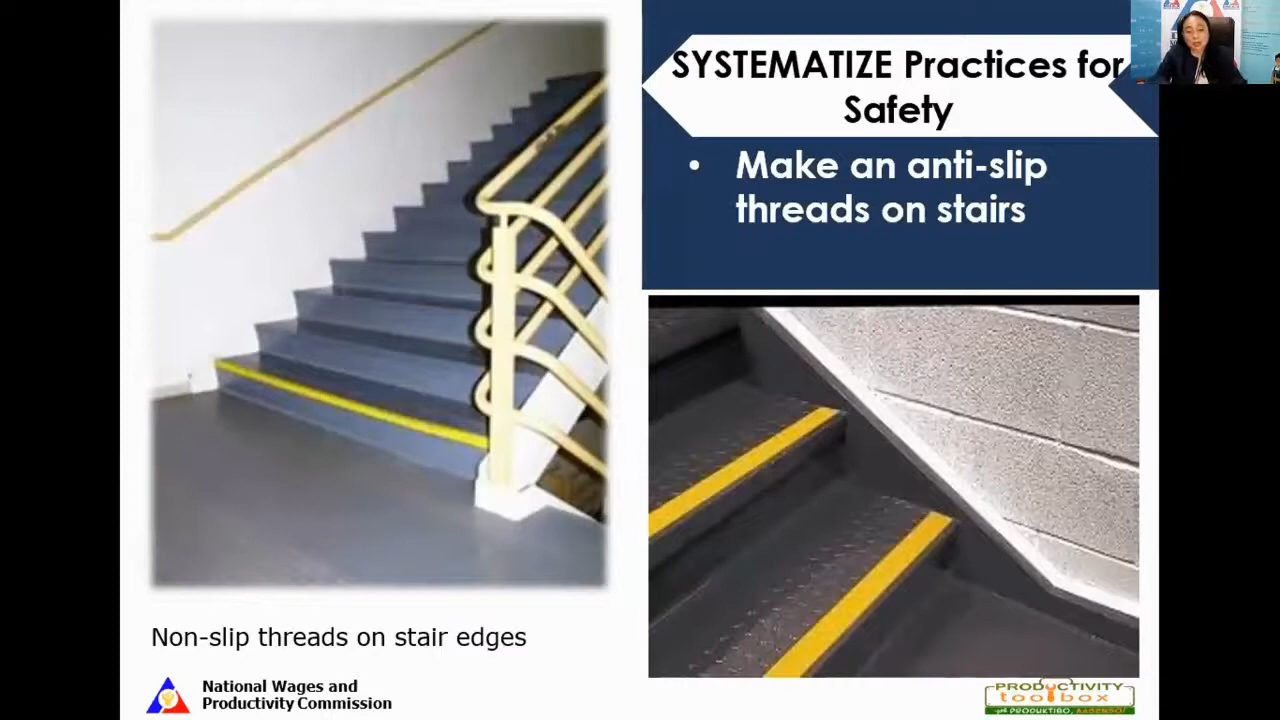 SYSTEMATIZE Practices for
Safety
• Make an anti-slip
threads on stairs
Non-slip threads on stair edges
National Wages and
Productivity Commission
PRODUCTIVITY
toolbox